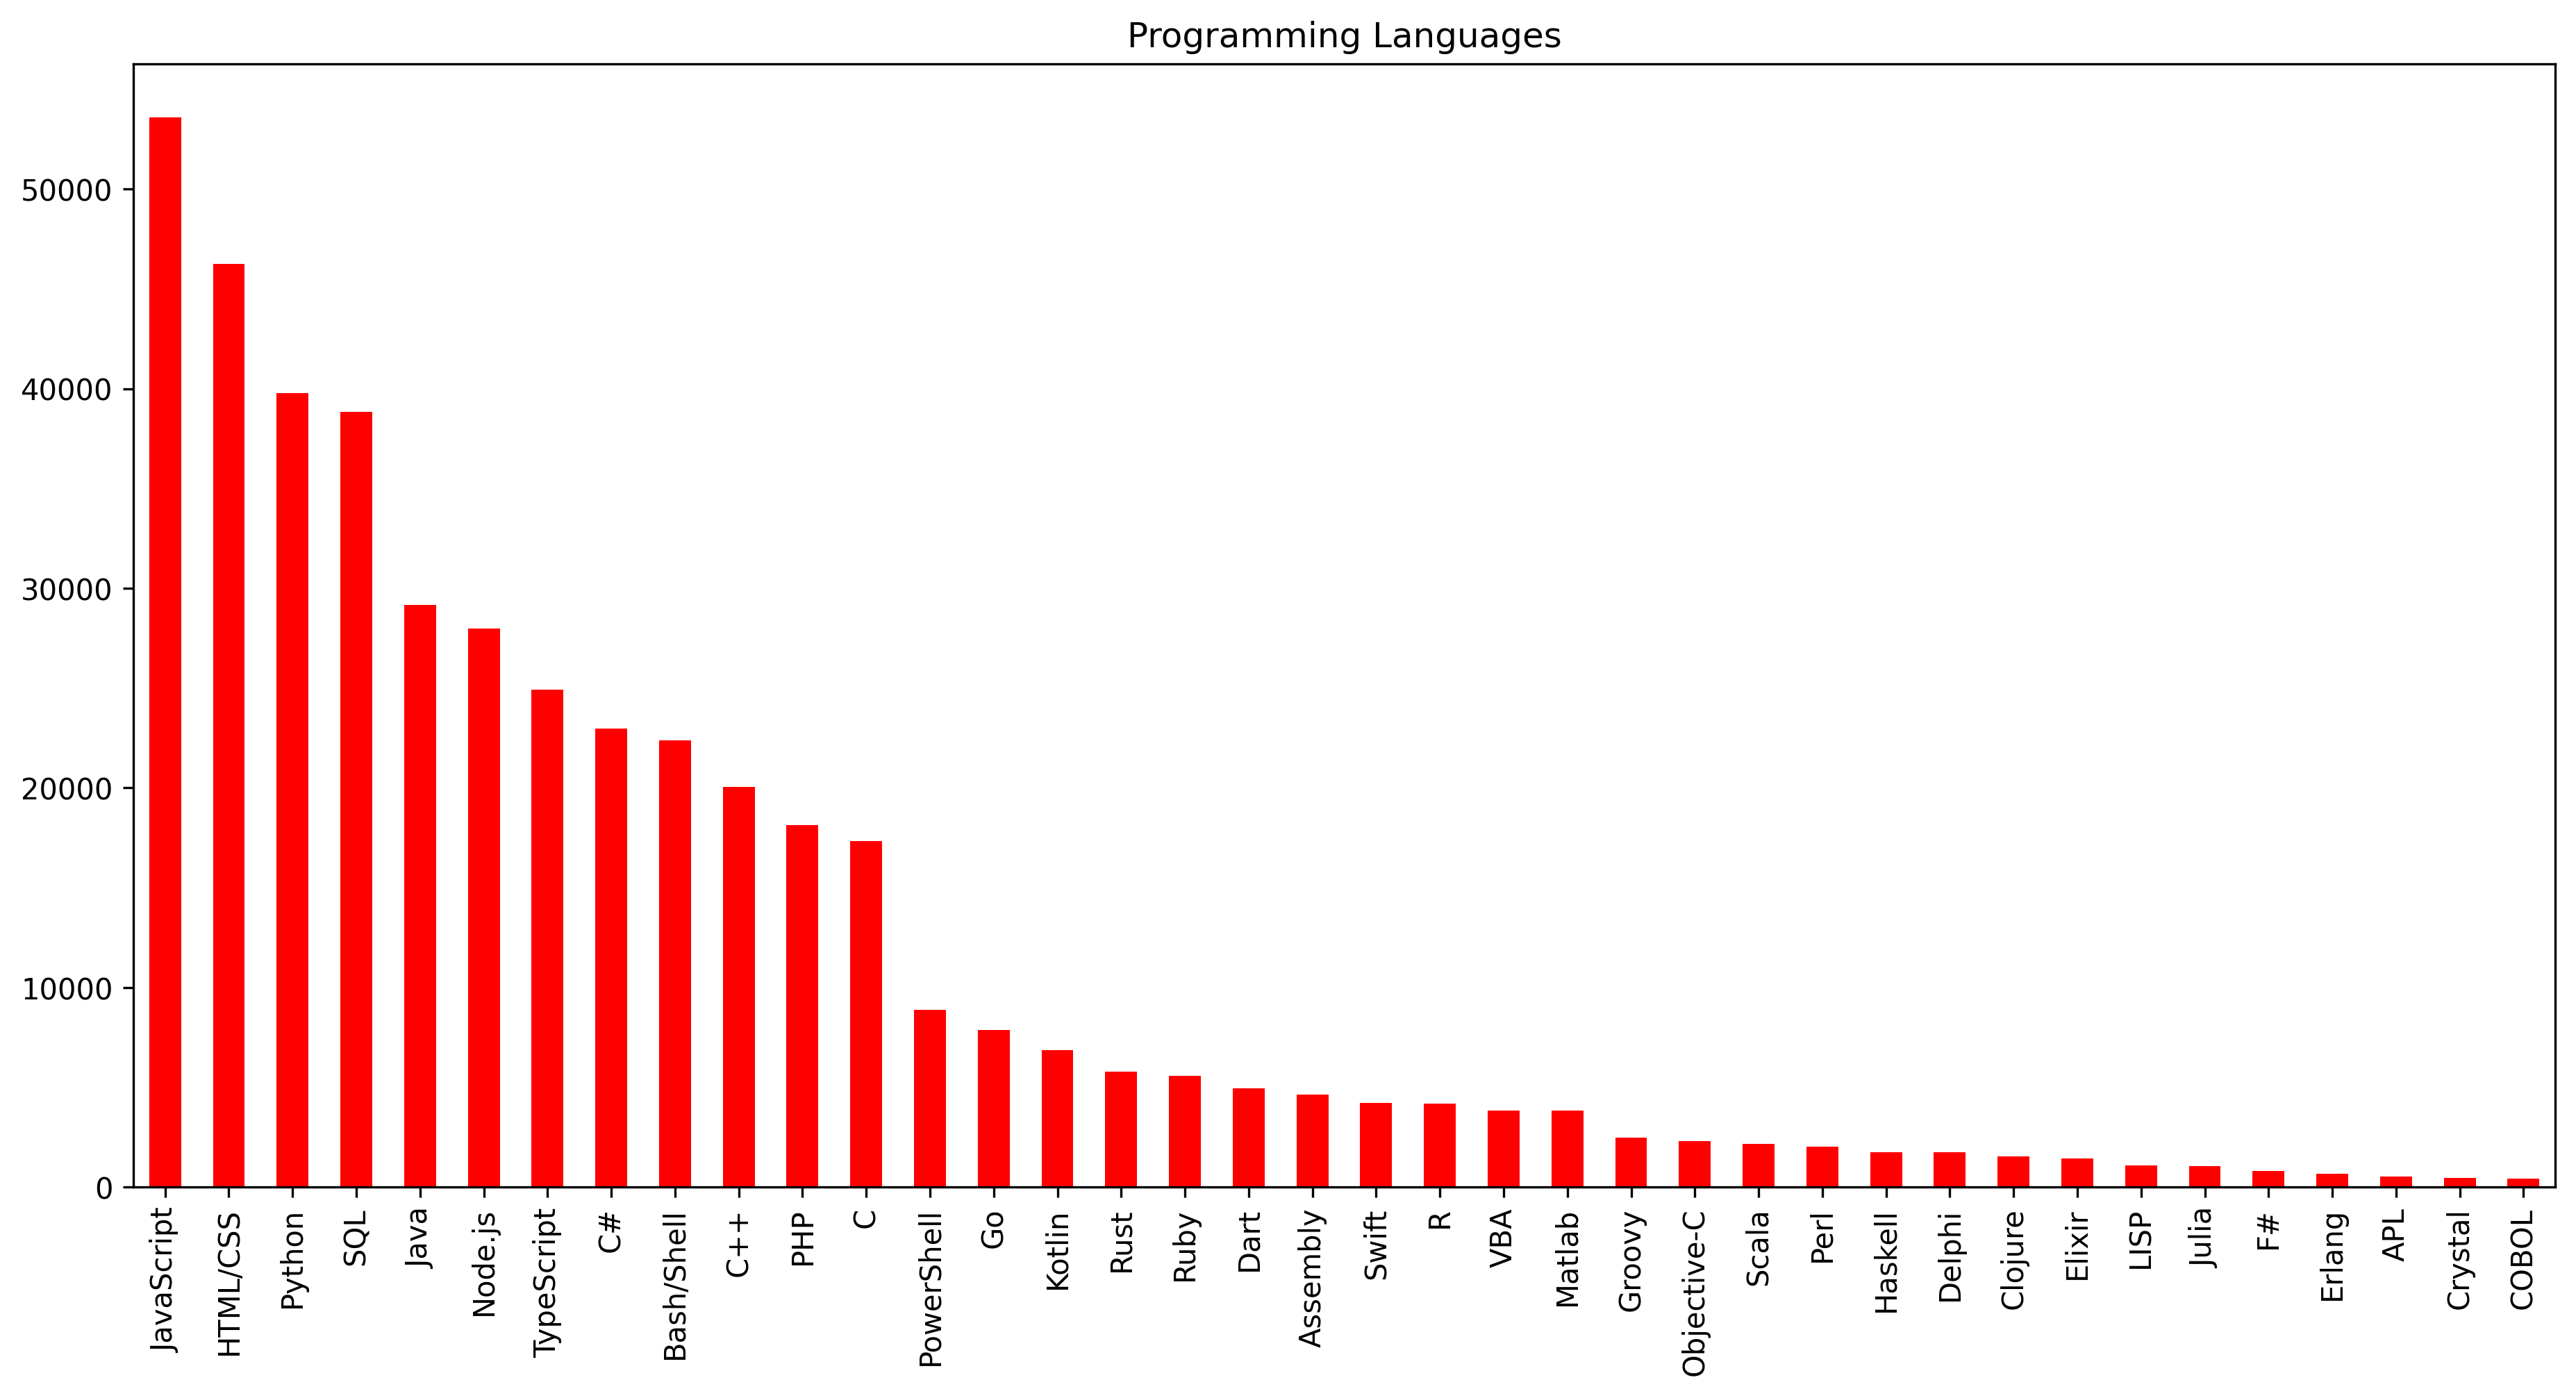 Programming Languages
50000
40000
30000
20000
10000
0
JavaScript
HTML/CSS
Python
SQL
Java
Node.js
TypeScript
C#
Bash/Shell
C++
PHP
C
PowerShell
Go
Kotlin
Rust
Ruby
Dart
Assembly
Swift
R
VBA
Matlab
Groovy
Objective-C
Scala
Perl
Haskell
Delphi
Clojure
Elixir
LISP
Julia
F#
Erlang
APL
Crystal
COBOL